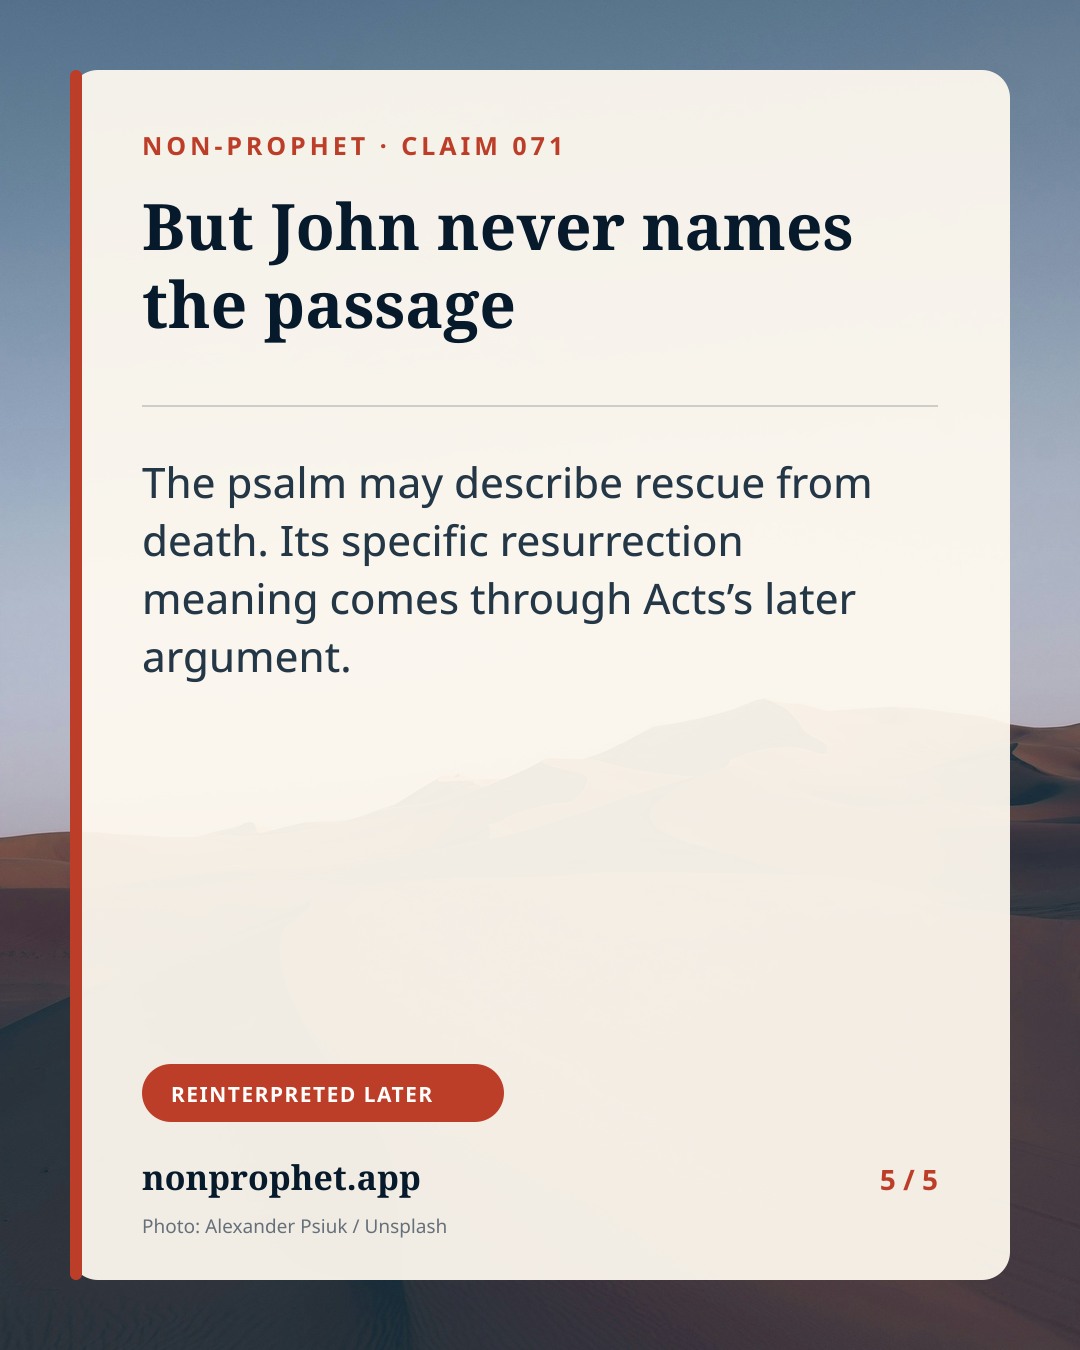 NON-PROPHET · CLAIM 071
But John never names
the passage
The psalm may describe rescue from
death. Its specific resurrection
meaning comes through Acts’s later
argument.
REINTERPRETED LATER
nonprophet.app
5 / 5
Photo: Alexander Psiuk / Unsplash